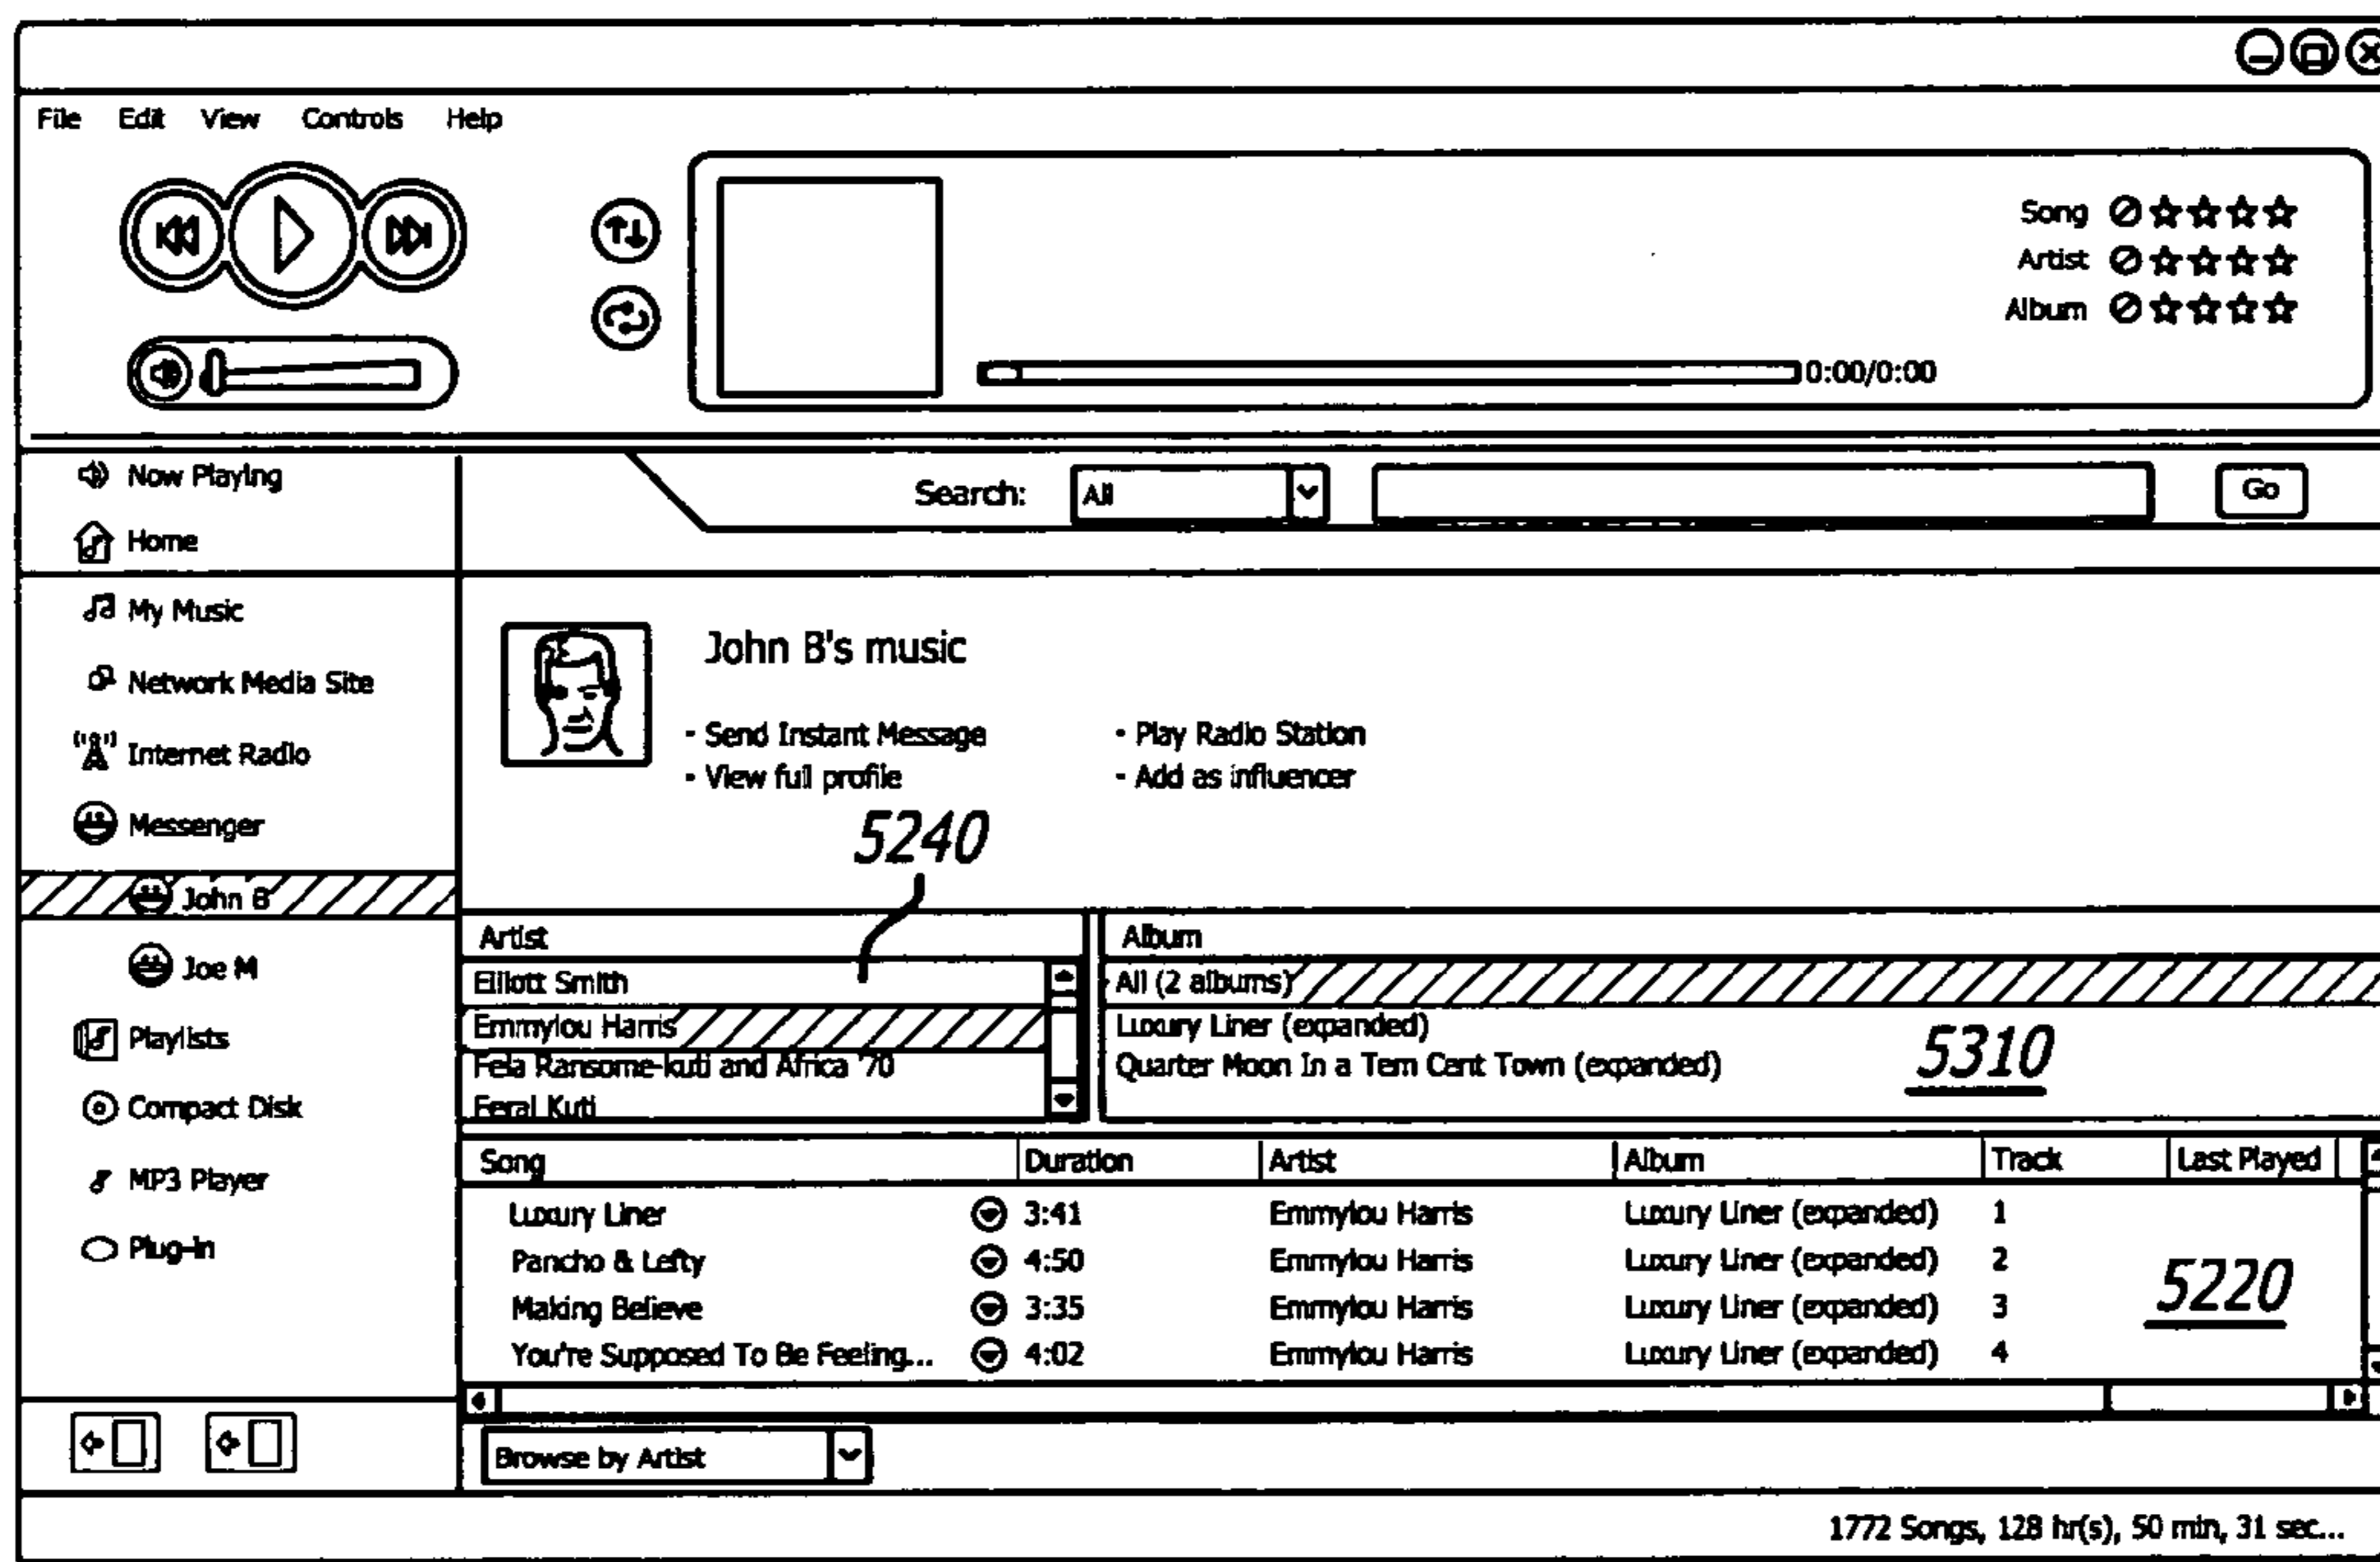 File Edit View Controls Help
Song
Artist
Album
0:00/0:00
Now Playing
Search: All Go
Home
My Music
Network Media Site
Internet Radio
Messenger
John B
Joe M
Playlists
Compact Disk
MP3 Player
Plug-in
John B's music
- Send Instant Message - Play Radio Station
- View full profile - Add as influencer
5240
Artist Album
Elliott Smith All (2 albums)
Emmylou Harris Luxury Liner (expanded)
Fela Ransome-kuti and Africa '70 Quarter Moon In a Tem Cent Town (expanded)
5310
Feral Kuti
Song Duration Artist Album Track Last Played
Luxury Liner 3:41 Emmylou Harris Luxury Liner (expanded) 1
Pancho & Lefty 4:50 Emmylou Harris Luxury Liner (expanded) 2
Making Believe 3:35 Emmylou Harris Luxury Liner (expanded) 3
You're Supposed To Be Feeling... 4:02 Emmylou Harris Luxury Liner (expanded) 4
5220
Browse by Artist
1772 Songs, 128 hr(s), 50 min, 31 sec...